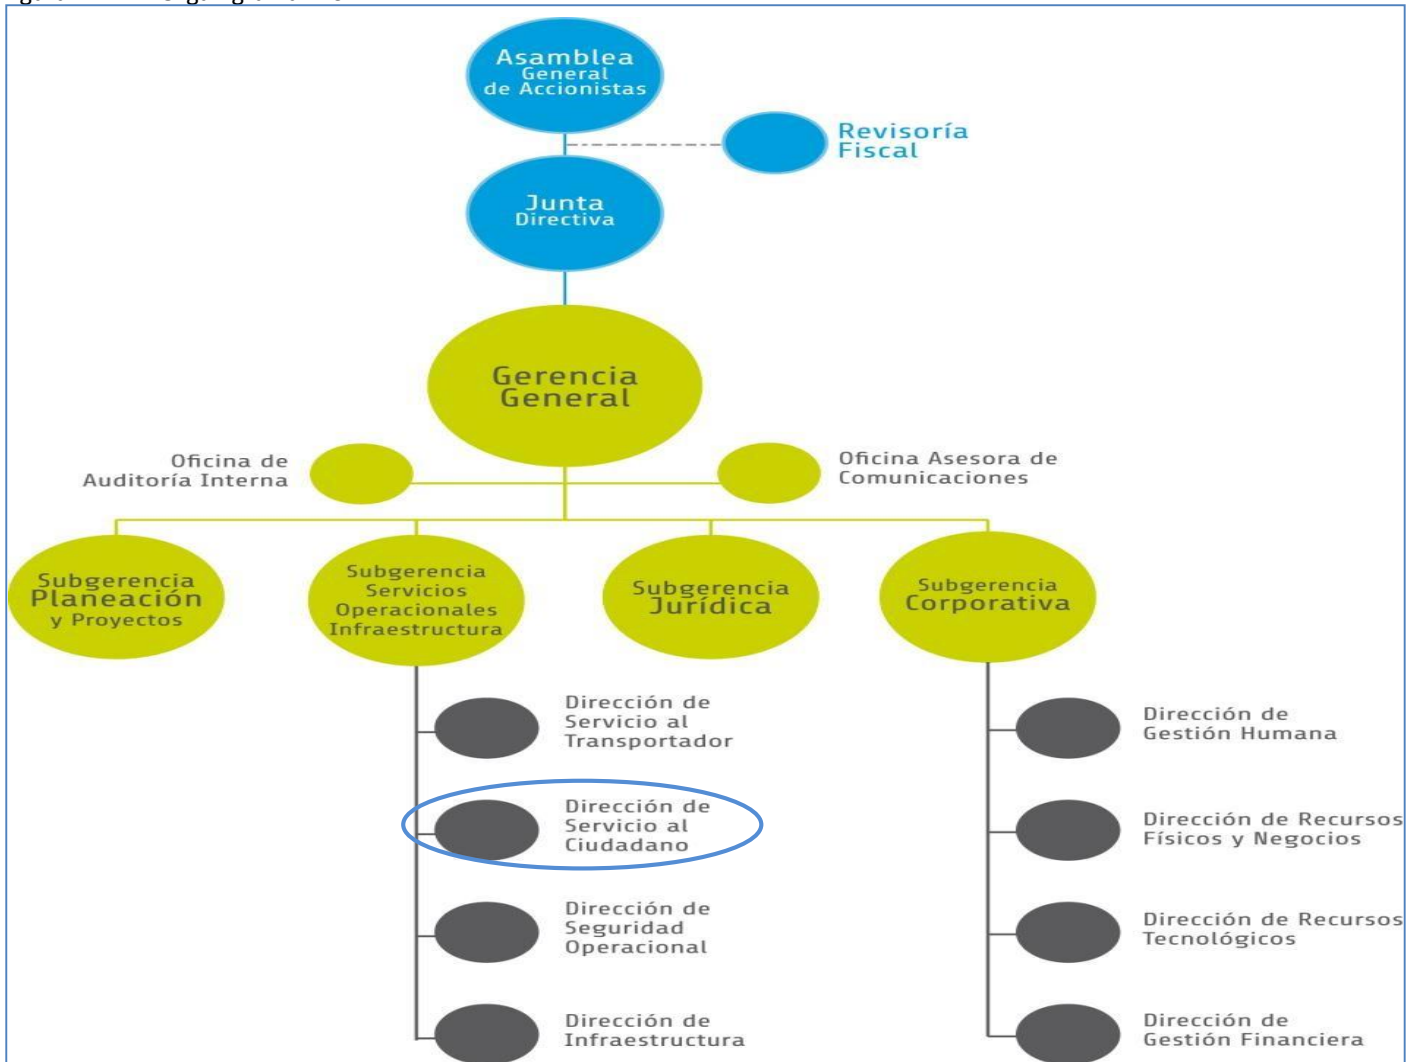 Asamblea
General
de Accionistas
Revisoría
Fiscal
Junta
Directiva
Gerencia
General
Oficina de
Auditoría Interna
Oficina Asesora de
Comunicaciones
Subgerencia
Planeación
y Proyectos
Subgerencia
Servicios
Operacionales
Infraestructura
Subgerencia
Jurídica
Subgerencia
Corporativa
Dirección de
Servicio al
Transportador
Dirección de
Servicio al
Ciudadano
Dirección de
Seguridad
Operacional
Dirección de
Infraestructura
Dirección de
Gestión Humana
Dirección de Recursos
Físicos y Negocios
Dirección de Recursos
Tecnológicos
Dirección de
Gestión Financiera